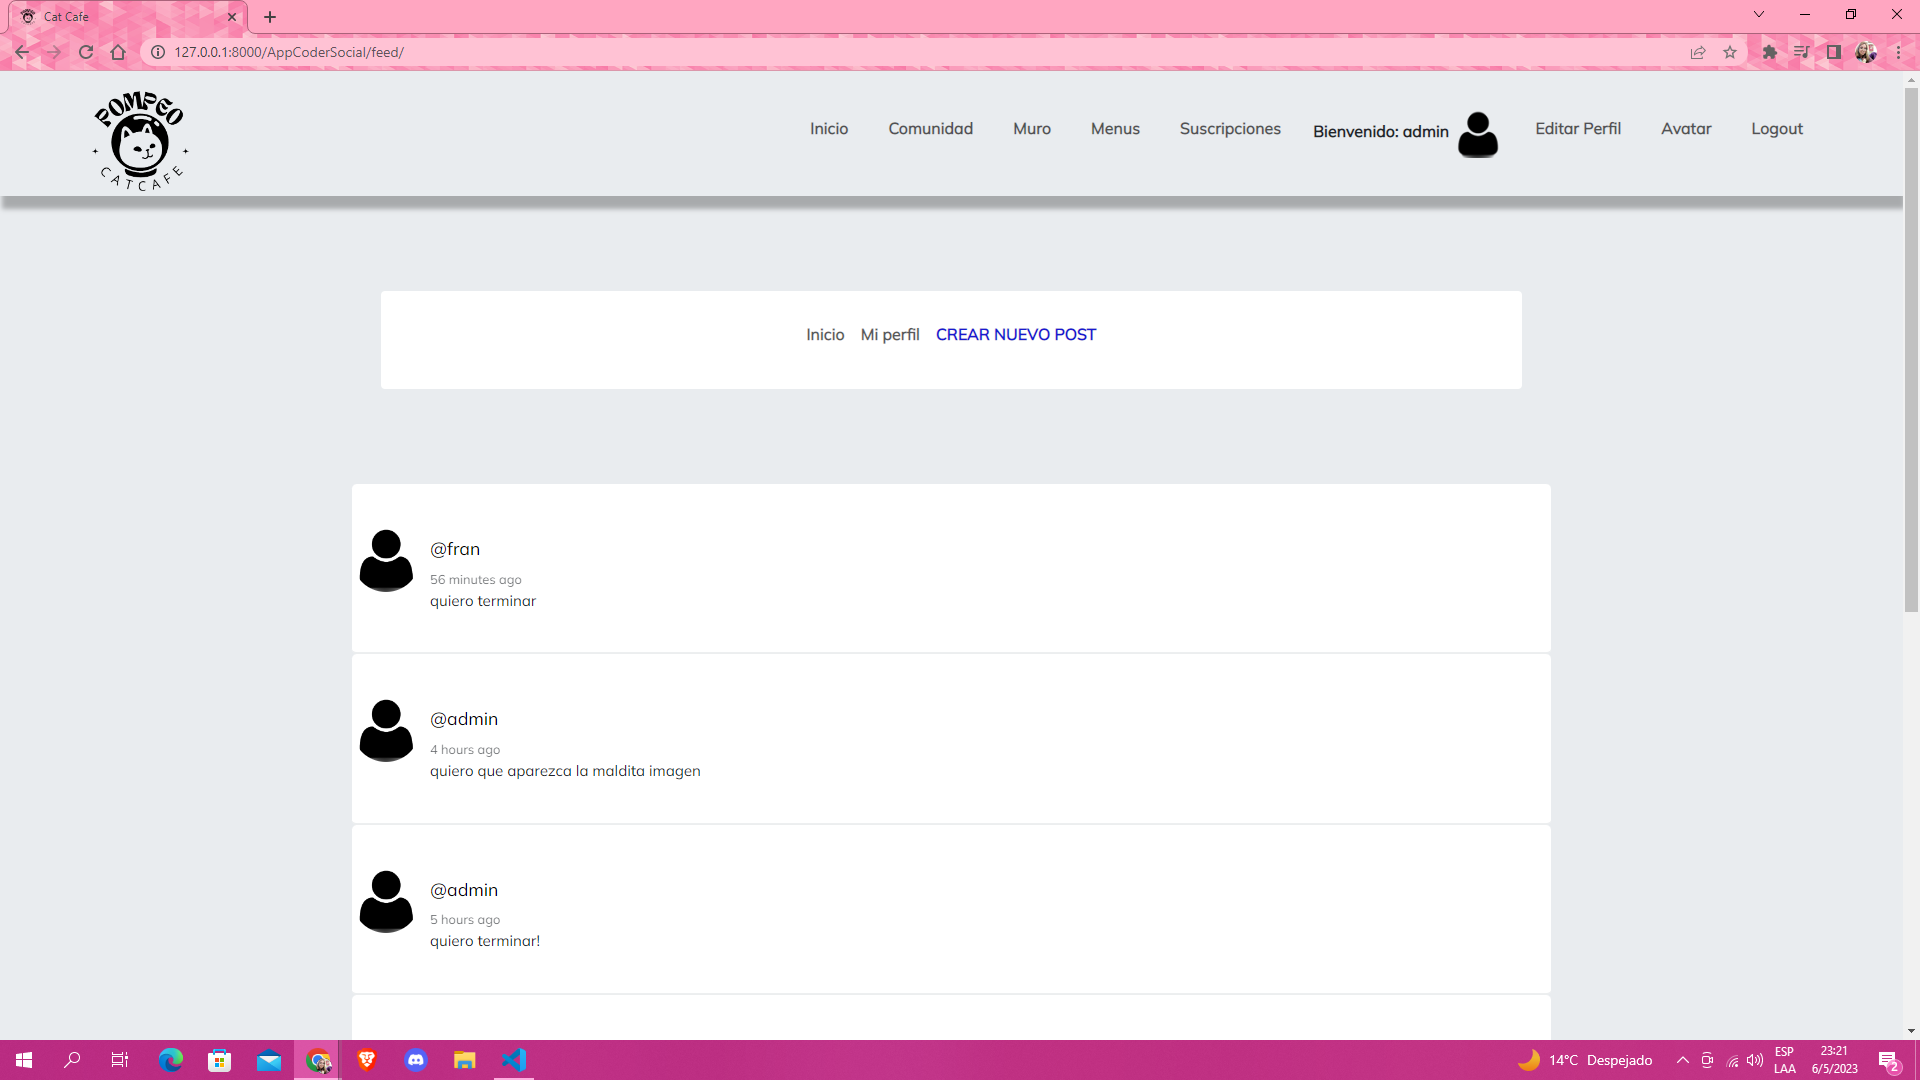 Cat Cafe
127.0.0.1:8000/AppCoderSocial/feed/
POMPEO
CATCAFE
Inicio
Comunidad
Muro
Menus
Suscripciones
Bienvenido: admin
Editar Perfil
Avatar
Logout
Inicio
Mi perfil
CREAR NUEVO POST
@fran
56 minutes ago
quiero terminar
@admin
4 hours ago
quiero que aparezca la maldita imagen
@admin
5 hours ago
quiero terminar!
14°C Despejado
ESP
LAA
23:21
6/5/2023
2